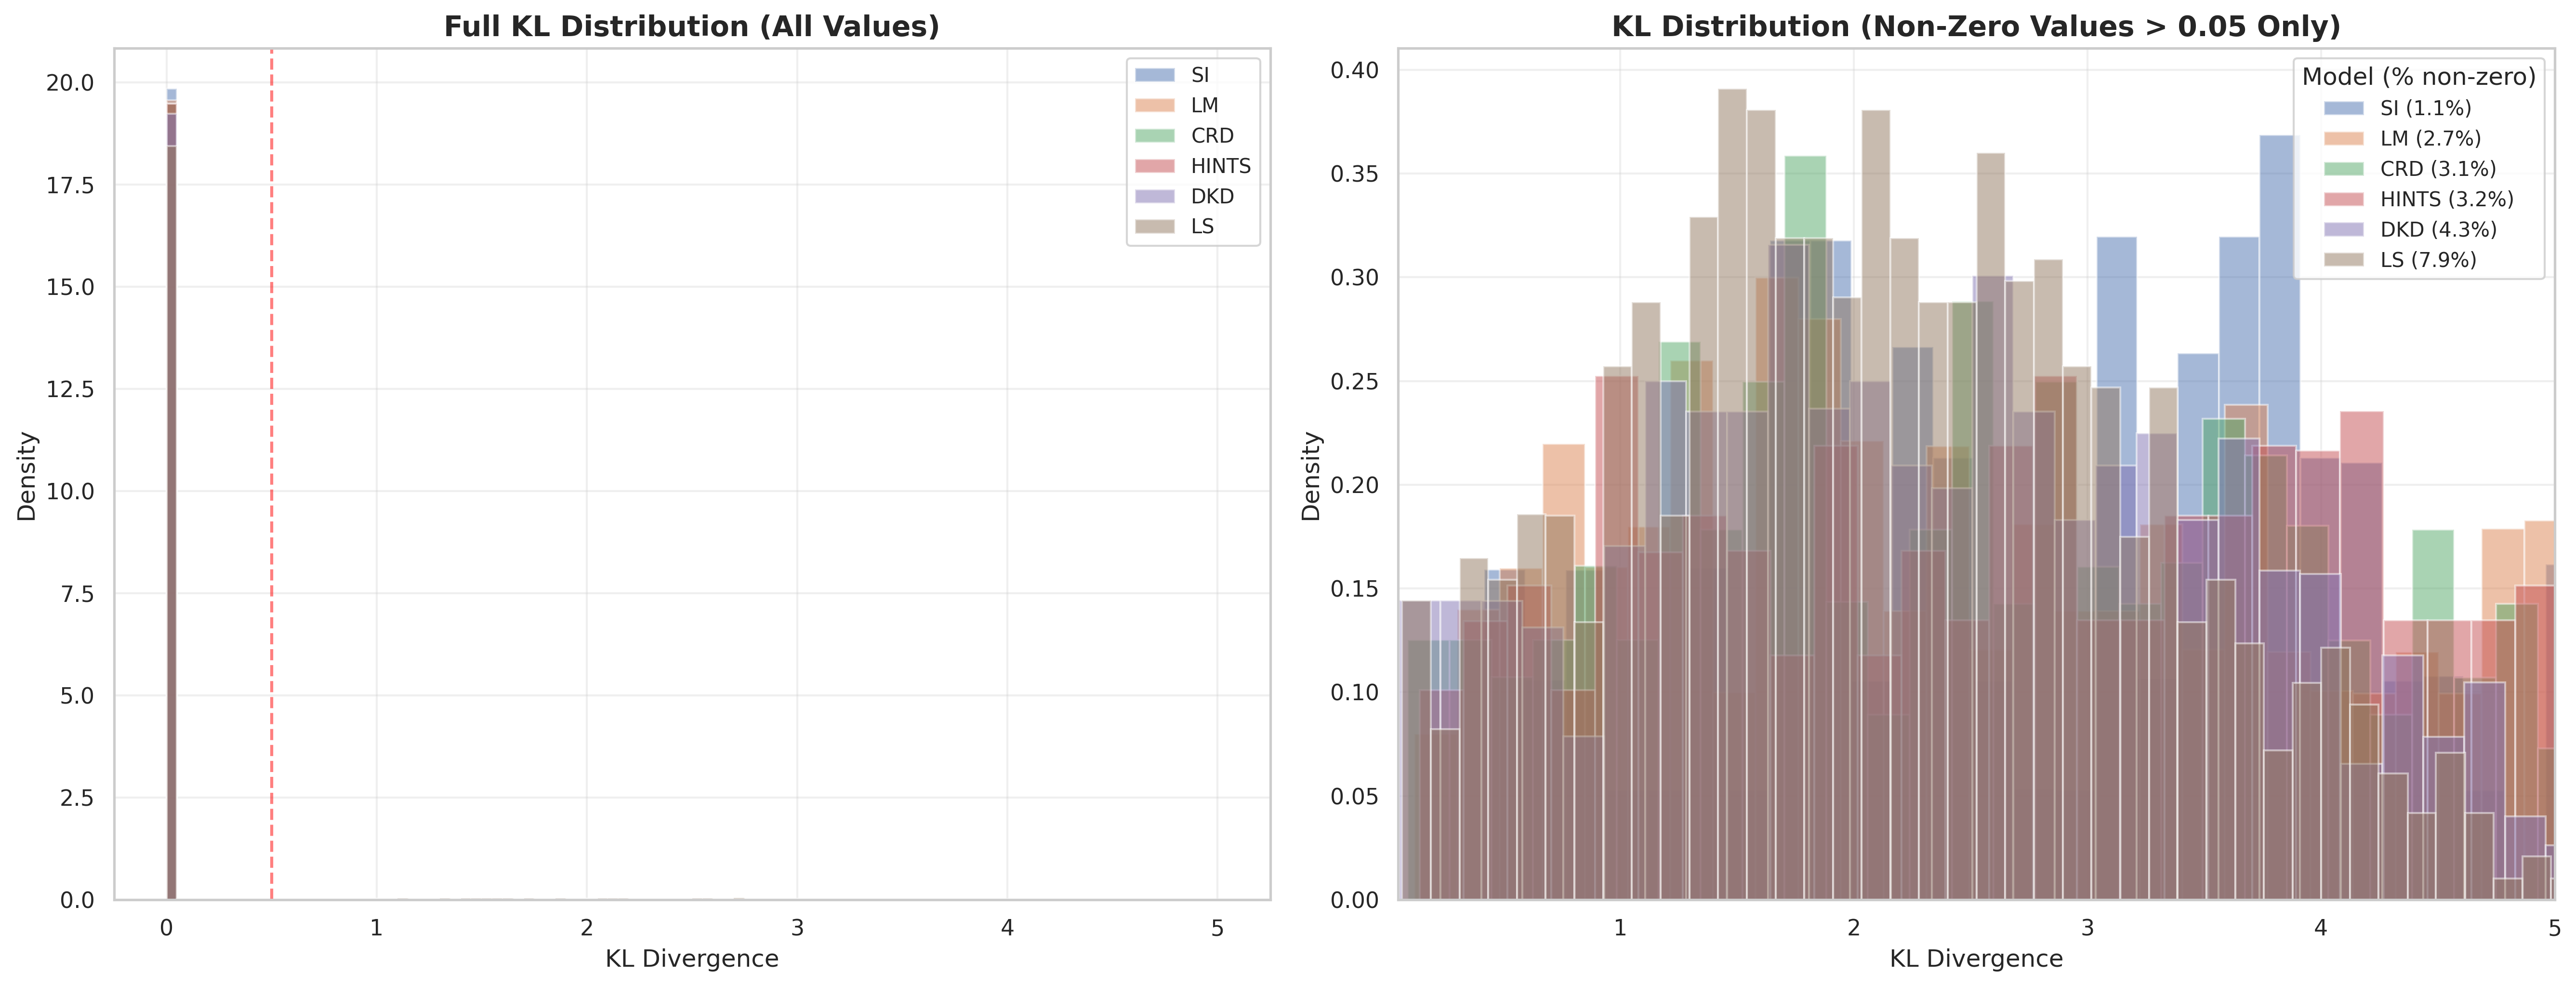 Full KL Distribution (All Values)
20.0
17.5
15.0
12.5
10.0
7.5
5.0
2.5
0.0
Density
0 1 2 3 4 5
KL Divergence
SI
LM
CRD
HINTS
DKD
LS
KL Distribution (Non-Zero Values > 0.05 Only)
0.40
0.35
0.30
0.25
0.20
0.15
0.10
0.05
0.00
Density
1 2 3 4 5
KL Divergence
Model (% non-zero)
SI (1.1%)
LM (2.7%)
CRD (3.1%)
HINTS (3.2%)
DKD (4.3%)
LS (7.9%)